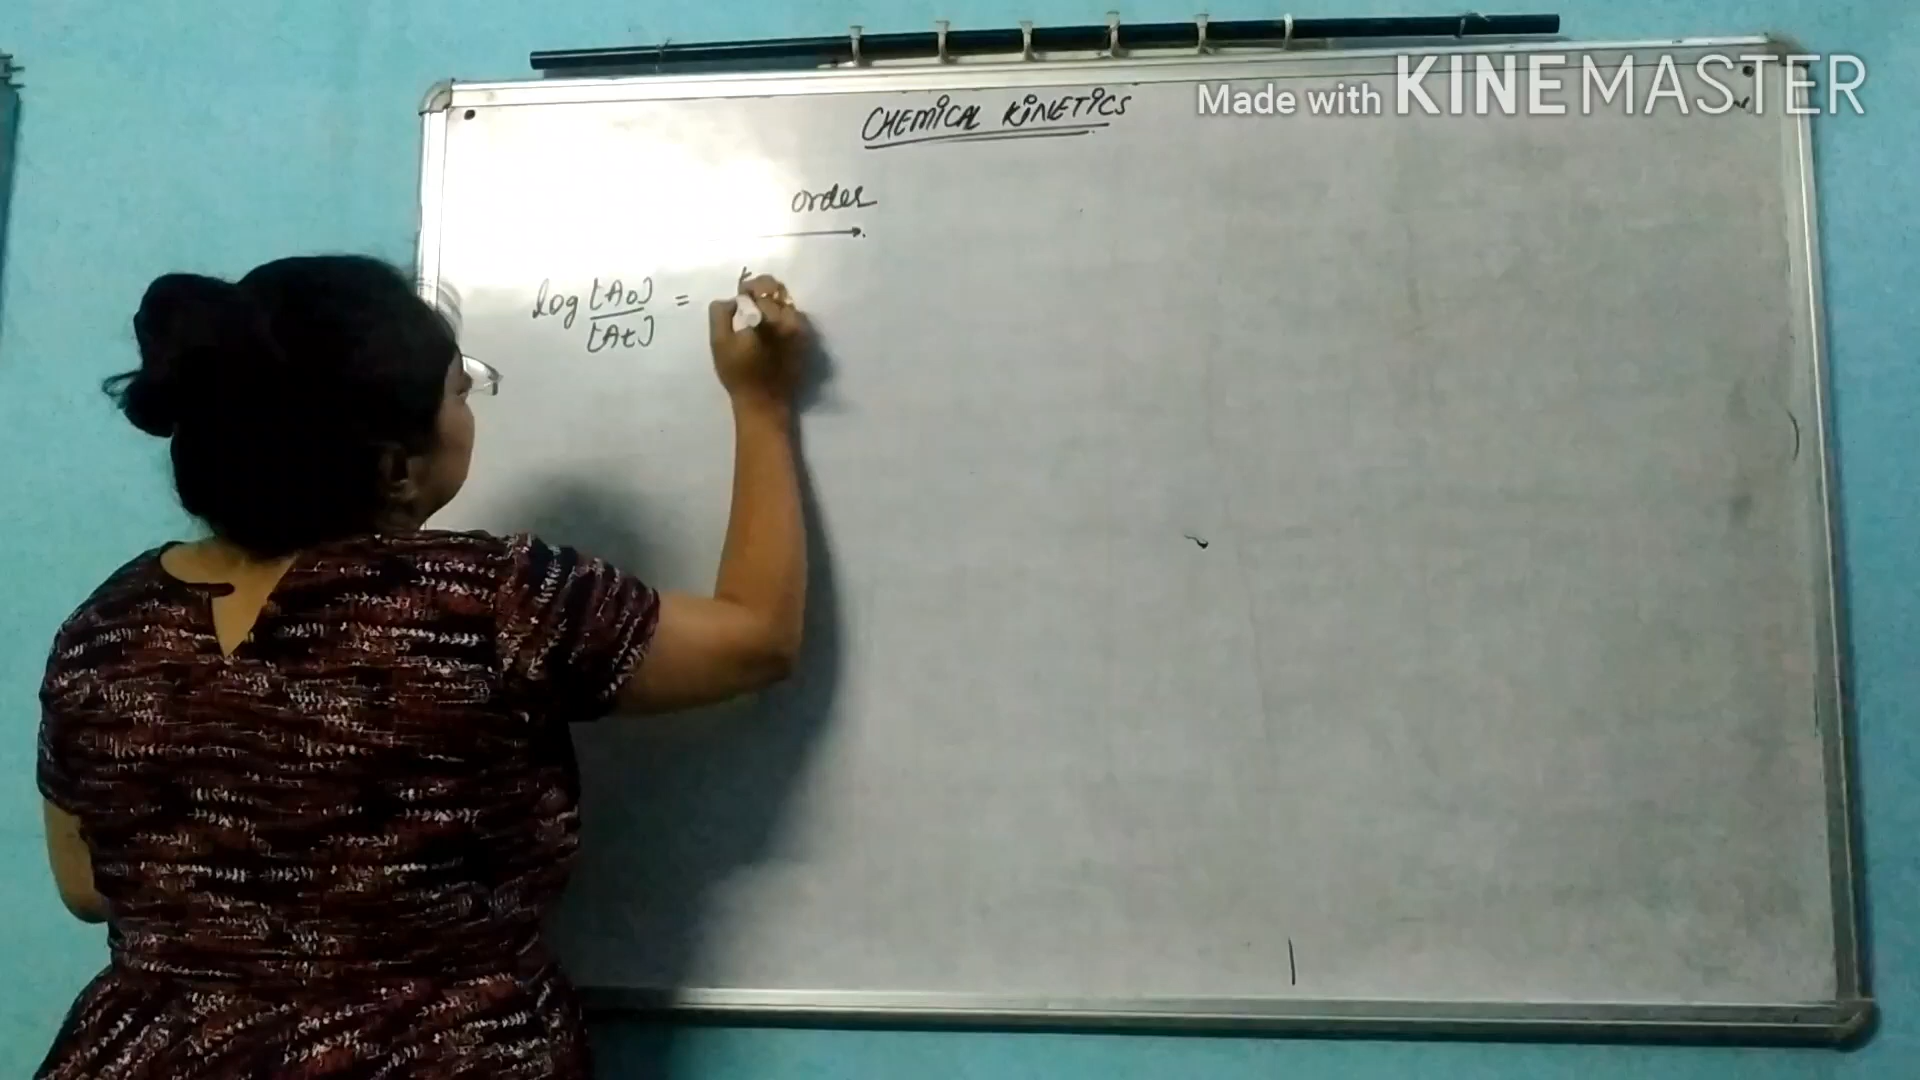 Made with KINEMASTER
CHEMICAL KINETICS
order
log [A0] =
[At]